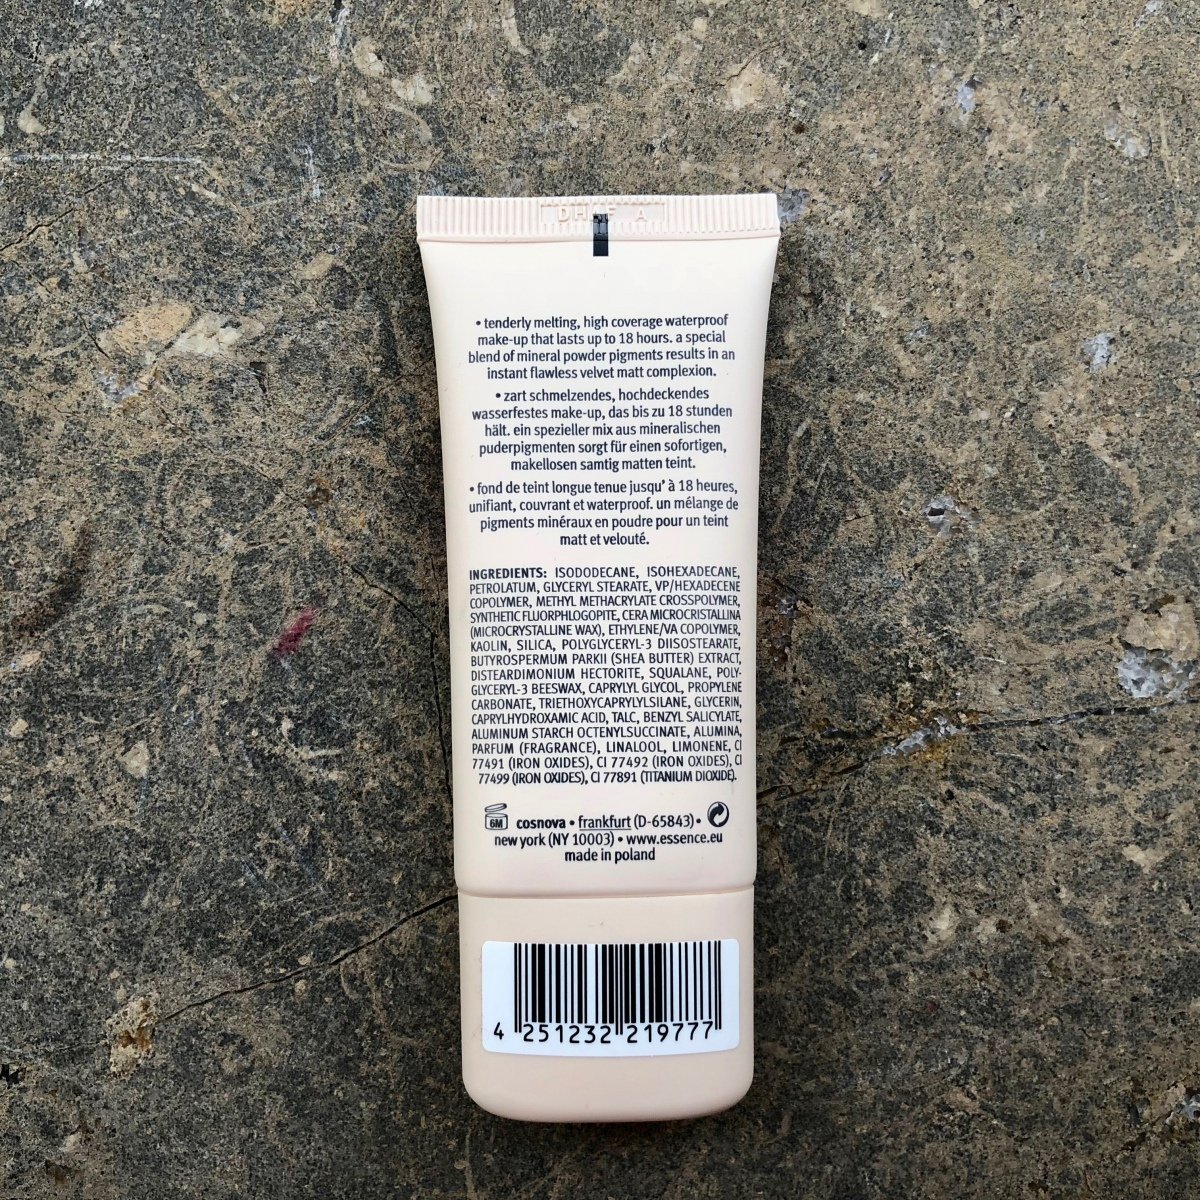 • tenderly melting, high coverage waterproof
make-up that lasts up to 18 hours. a special
blend of mineral powder pigments results in an
instant flawless velvet matt complexion.
• zart schmelzendes, hochdeckendes
wasserfestes make-up, das bis zu 18 stunden
hält. ein spezieller mix aus mineralischen
puderpigmenten sorgt für einen sofortigen,
makellosen samtig matten teint.
• fond de teint longue tenue jusqu' à 18 heures,
unifiant, couvrant et waterproof. un mélange de
pigments minéraux en poudre pour un teint
matt et velouté.
INGREDIENTS: ISODODECANE, ISOHEXADECANE,
PETROLATUM, GLYCERYL STEARATE, VP/HEXADECENE
COPOLYMER, METHYL METHACRYLATE CROSSPOLYMER,
SYNTHETIC FLUORPHLOGOPITE, CERA MICROCRISTALLINA
(MICROCRYSTALLINE WAX), ETHYLENE/VA COPOLYMER,
KAOLIN, SILICA, POLYGLYCERYL-3 DIISOSTEARATE,
BUTYROSPERMUM PARKII (SHEA BUTTER) EXTRACT,
DISTEARDIMONIUM HECTORITE, SQUALANE, POLY-
GLYCERYL-3 BEESWAX, CAPRYLYL GLYCOL, PROPYLENE
CARBONATE, TRIETHOXYCAPRYLYLSILANE, GLYCERIN,
CAPRYLHYDROXAMIC ACID, TALC, BENZYL SALICYLATE,
ALUMINUM STARCH OCTENYLSUCCINATE, ALUMINA,
PARFUM (FRAGRANCE), LINALOOL, LIMONENE, CI
77491 (IRON OXIDES), CI 77492 (IRON OXIDES), CI
77499 (IRON OXIDES), CI 77891 (TITANIUM DIOXIDE).
6M cosnova • frankfurt (D-65843) •
new york (NY 10003) • www.essence.eu
made in poland
4 251232 219777